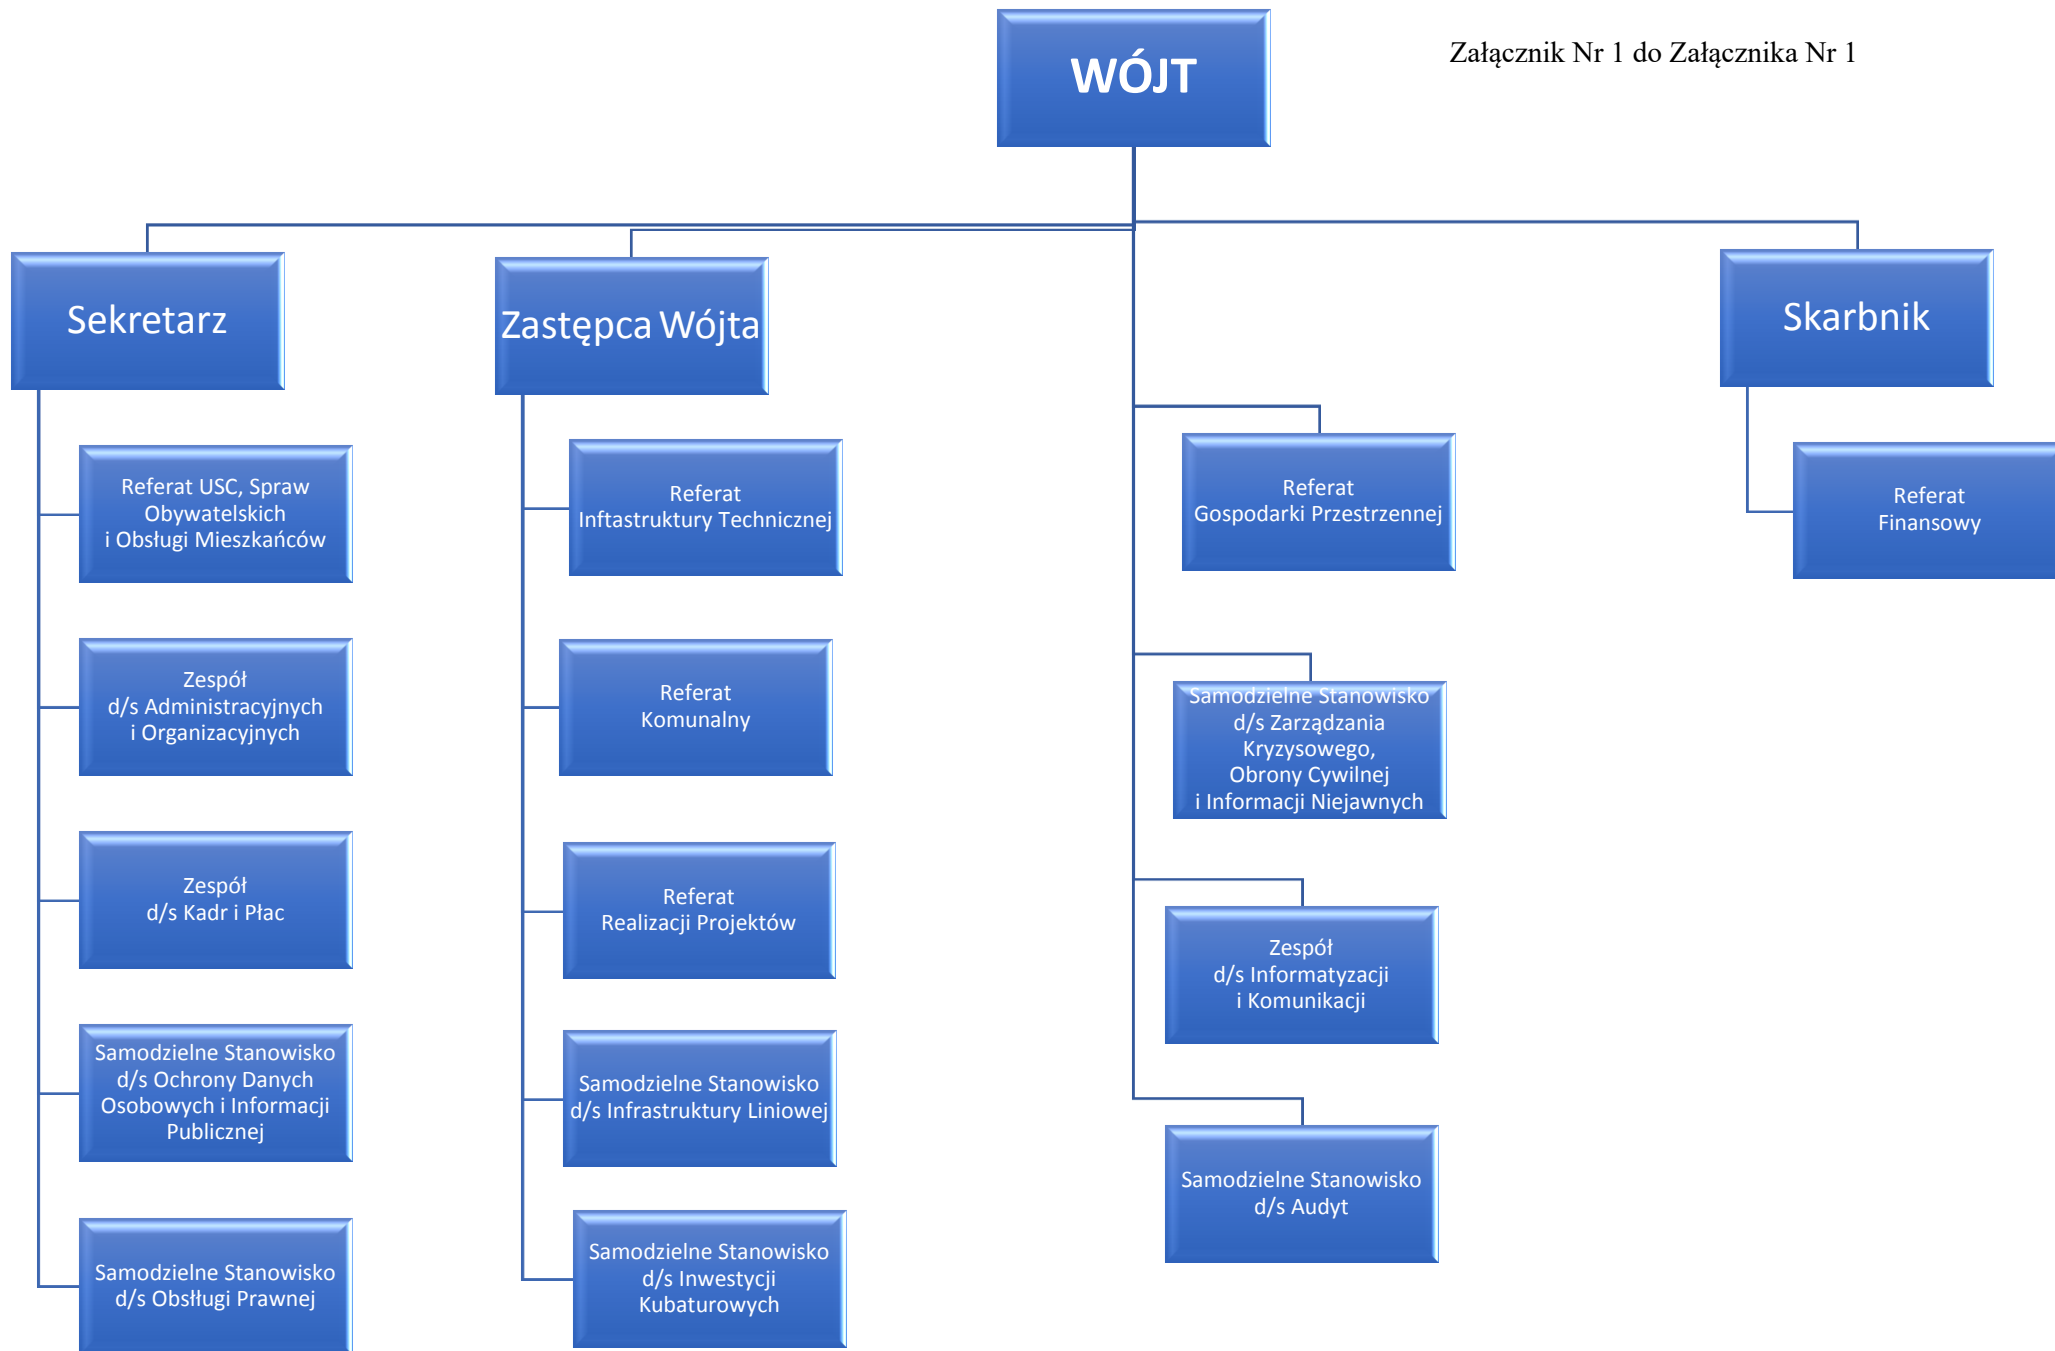 WÓJT
Załącznik Nr 1 do Załącznika Nr 1
Sekretarz
Zastępca Wójta
Skarbnik
Referat USC, Spraw
Obywatelskich
i Obsługi Mieszkańców
Zespół
d/s Administracyjnych
i Organizacyjnych
Zespół
d/s Kadr i Płac
Samodzielne Stanowisko
d/s Ochrony Danych
Osobowych i Informacji
Publicznej
Samodzielne Stanowisko
d/s Obsłługi Prawnej
Referat
Inftastruktury Technicznej
Referat
Komunalny
Referat
Realizacji Projektów
Samodzielne Stanowisko
d/s Infrastruktury Liniowej
Samodzielne Stanowisko
d/s Inwestycji
Kubaturowych
Referat
Gospodarki Przestrzennej
Samodzielne Stanowisko
d/s Zarządzania
Kryzysowego,
Obrony Cywilnej
i Informacji Niejawnych
Zespół
d/s Informatyzacji
i Komunikacji
Samodzielne Stanowisko
d/s Audyt
Referat
Finansowy